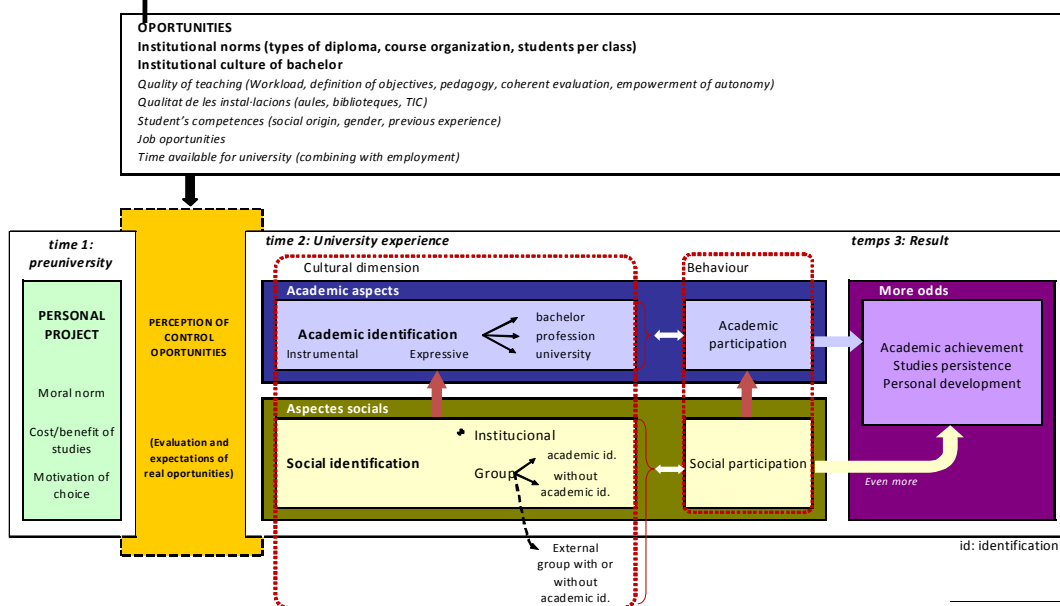 OPORTUNITIES
Institutional norms (types of diploma, course organization, students per class)
Institutional culture of bachelor
Quality of teaching (Workload, definition of objectives, pedagogy, coherent evaluation, empowerment of autonomy)
Qualitat de les instal·lacions (aules, biblioteques, TIC)
Student's competences (social origin, gender, previous experience)
Job oportunities
Time available for university (combining with employment)
time 1:
preuniversity
PERSONAL
PROJECT
Moral norm
Cost/benefit of
studies
Motivation of
choice
PERCEPTION OF
CONTROL
OPORTUNITIES
(Evaluation and
expectations of
real oportunities)
time 2: University experience
Cultural dimension
Behaviour
Academic aspects
Academic identification
Instrumental Expressive
bachelor
profession
university
Academic
participation
Aspectes socials
Social identification
Institucional
Group
academic id.
without
academic id.
External
group with or
without
academic id.
Social participation
temps 3: Result
More odds
Academic achievement
Studies persistence
Personal development
Even more
id: identification